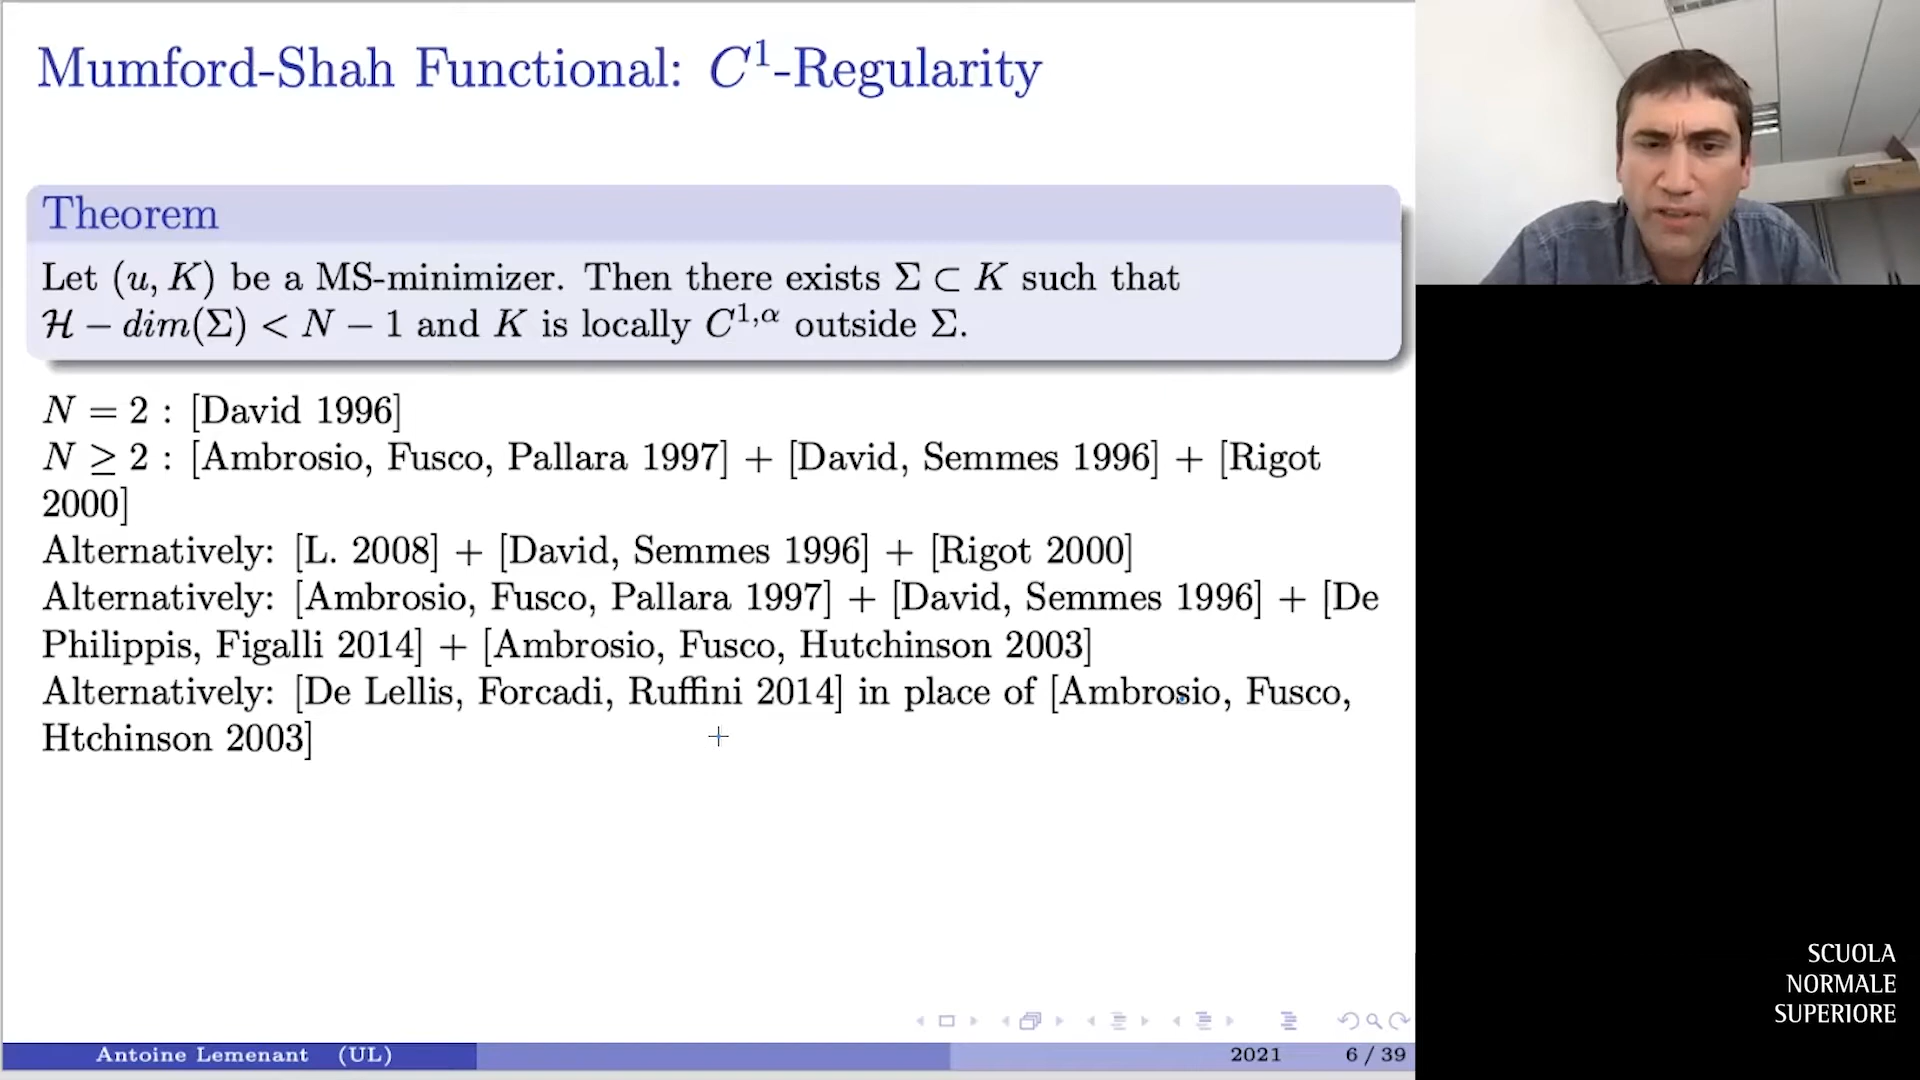 Mumford-Shah Functional: C¹-Regularity
Theorem
Let (u, K) be a MS-minimizer. Then there exists Σ ⊂ K such that
ℋ − dim(Σ) < N − 1 and K is locally C^{1,α} outside Σ.
N = 2 : [David 1996]
N ≥ 2 : [Ambrosio, Fusco, Pallara 1997] + [David, Semmes 1996] + [Rigot
2000]
Alternatively: [L. 2008] + [David, Semmes 1996] + [Rigot 2000]
Alternatively: [Ambrosio, Fusco, Pallara 1997] + [David, Semmes 1996] + [De
Philippis, Figalli 2014] + [Ambrosio, Fusco, Hutchinson 2003]
Alternatively: [De Lellis, Forcadi, Ruffini 2014] in place of [Ambrosio, Fusco,
Htchinson 2003]
Antoine Lemenant (UL) 2021 6 / 39
SCUOLA
NORMALE
SUPERIORE